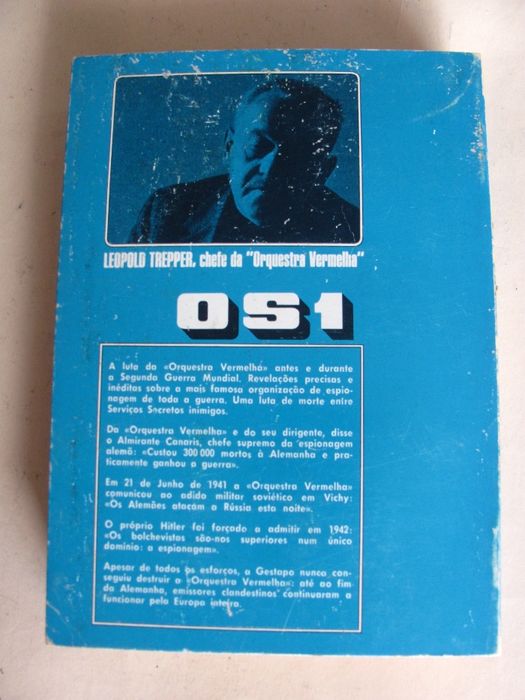 LEOPOLD TREPPER, chefe da "Orquestra Vermelha"
OS1
A luta da «Orquestra Vermelha» antes e durante
a Segunda Guerra Mundial. Revelações precisas e
inéditas sobre a mais famosa organização de espio-
nagem de toda a guerra. Uma luta de morte entre
Serviços Secretos inimigos.
Da «Orquestra Vermelha» e do seu dirigente, disse
o Almirante Canaris, chefe supremo da espionagem
alemã: «Custou 300 000 mortos à Alemanha e pra-
ticamente ganhou a guerra».
Em 21 de Junho de 1941 a «Orquestra Vermelha»
comunicou ao adido militar soviético em Vichy:
«Os Alemães atacam a Rússia esta noite».
O próprio Hitler foi forçado a admitir em 1942:
«Os bolchevistas são-nos superiores num único
domínio: a espionagem».
Apesar de todos os esforços, a Gestapo nunca con-
seguiu destruir a «Orquestra Vermelha»: até ao fim
da Alemanha, emissores clandestinos continuaram a
funcionar pela Europa inteira.